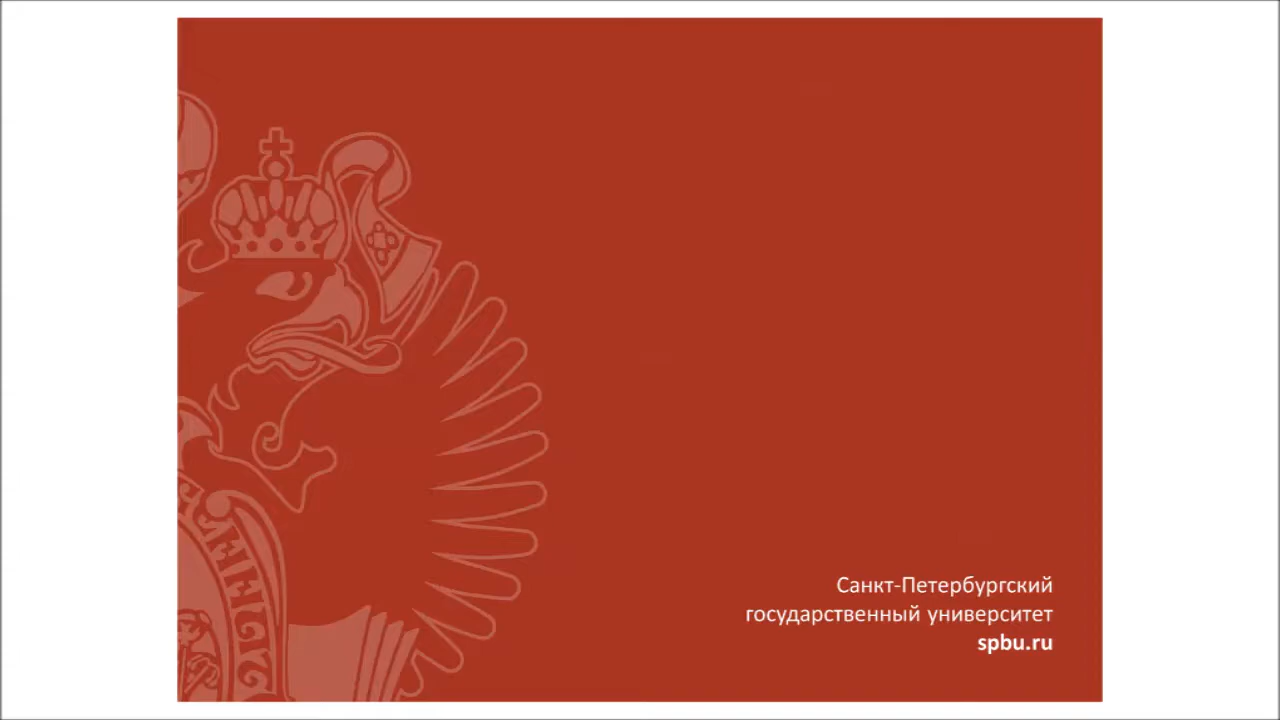 Санкт-Петербургский
государственный университет
spbu.ru